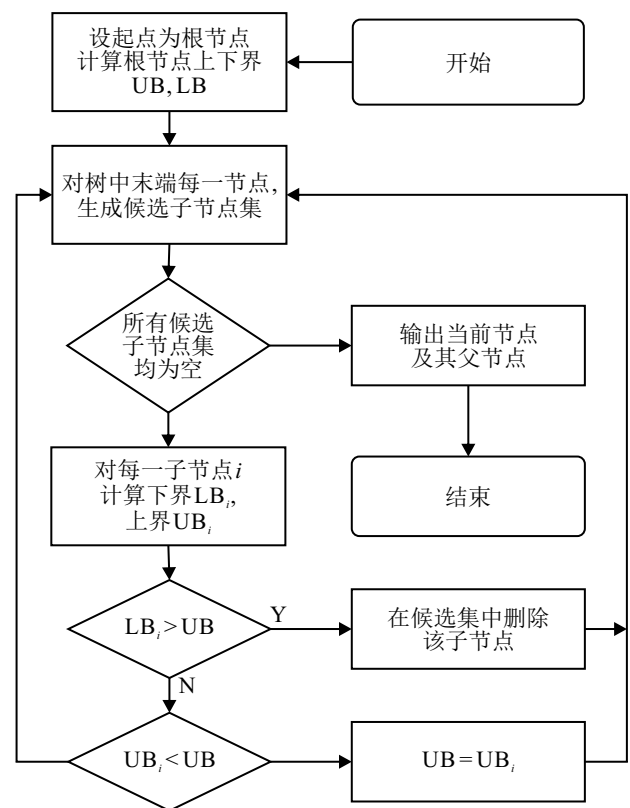 设起点为根节点
计算根节点上下界
UB, LB
开始
对树中末端每一节点,
生成候选子节点集
所有候选
子节点集
均为空
输出当前节点
及其父节点
对每一子节点i
计算下界LBᵢ,
上界UBᵢ
结束
LBᵢ>UB
Y
在候选集中删除
该子节点
N
UBᵢ<UB
UB=UBᵢ